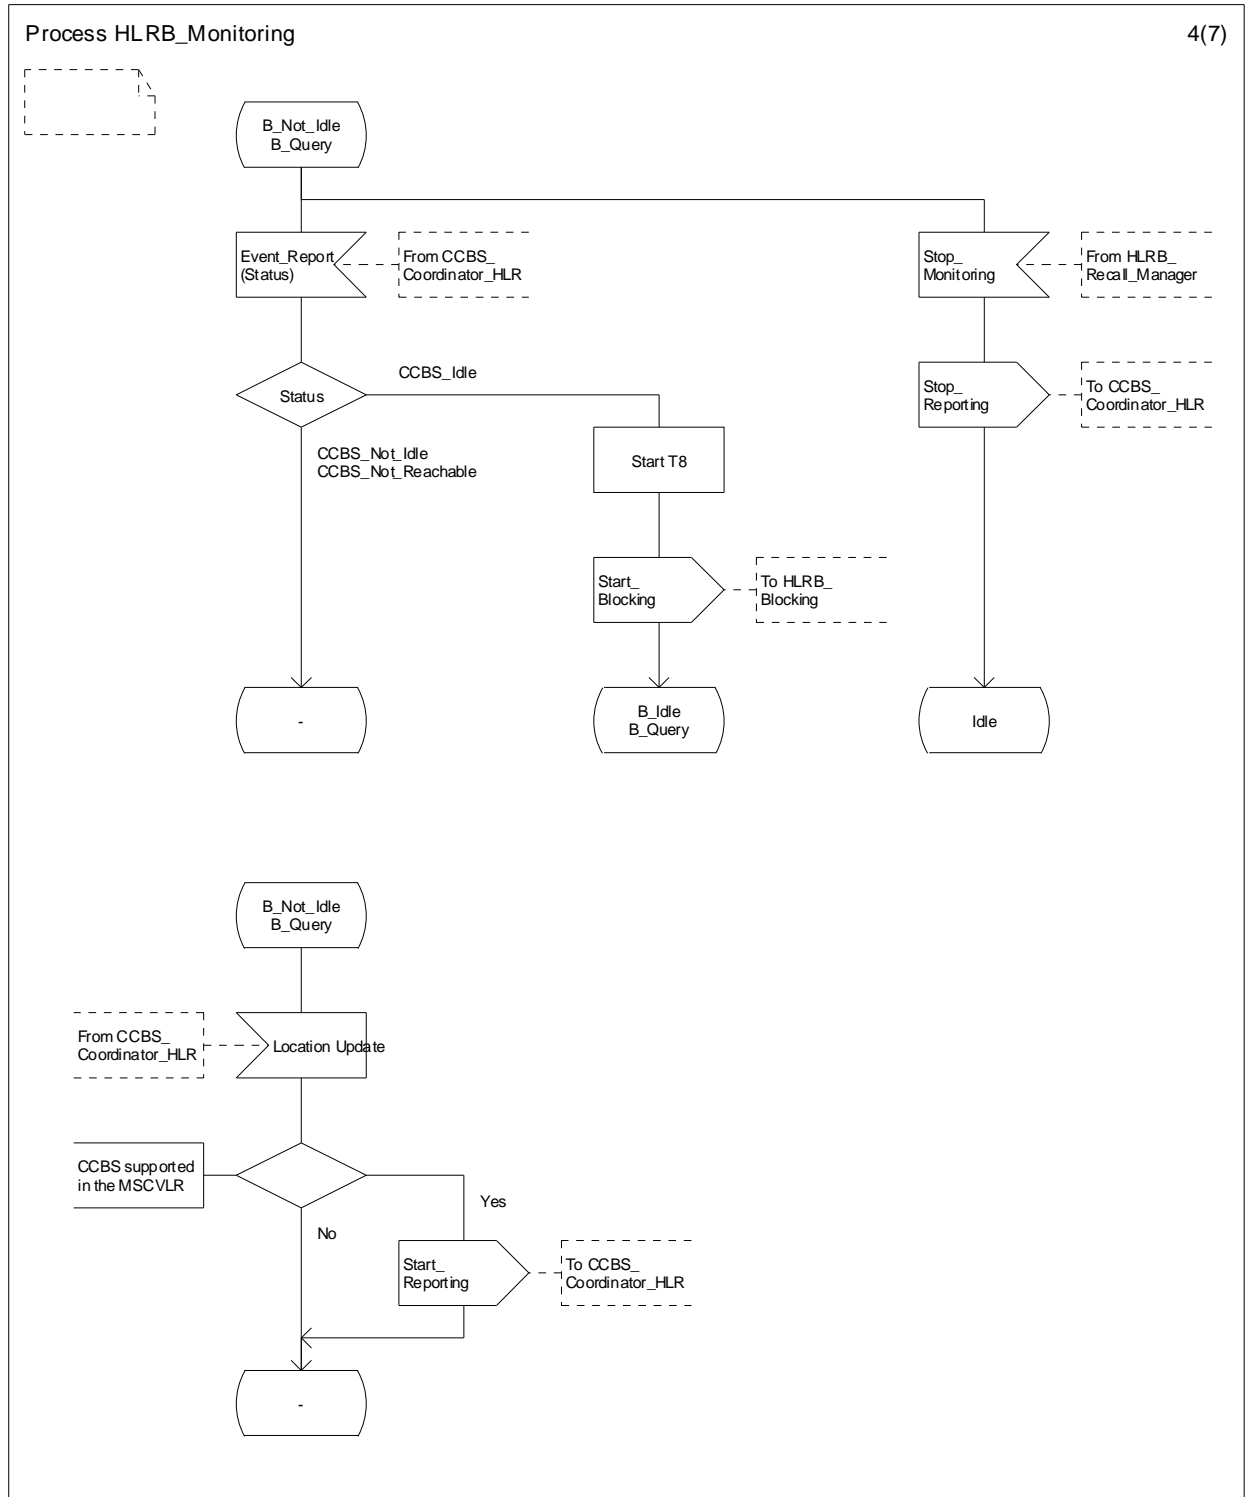 Process HLRB_Monitoring
4(7)
B_Not_Idle
B_Query
Event_Report
(Status)
From CCBS_
Coordinator_HLR
Stop_
Monitoring
From HLRB_
Recall_Manager
Status
CCBS_Idle
Stop_
Reporting
To CCBS_
Coordinator_HLR
CCBS_Not_Idle
CCBS_Not_Reachable
Start T8
Start_
Blocking
To HLRB_
Blocking
-
B_Idle
B_Query
Idle
B_Not_Idle
B_Query
From CCBS_
Coordinator_HLR
Location Update
CCBS supported
in the MSCVLR
Yes
No
Start_
Reporting
To CCBS_
Coordinator_HLR
-